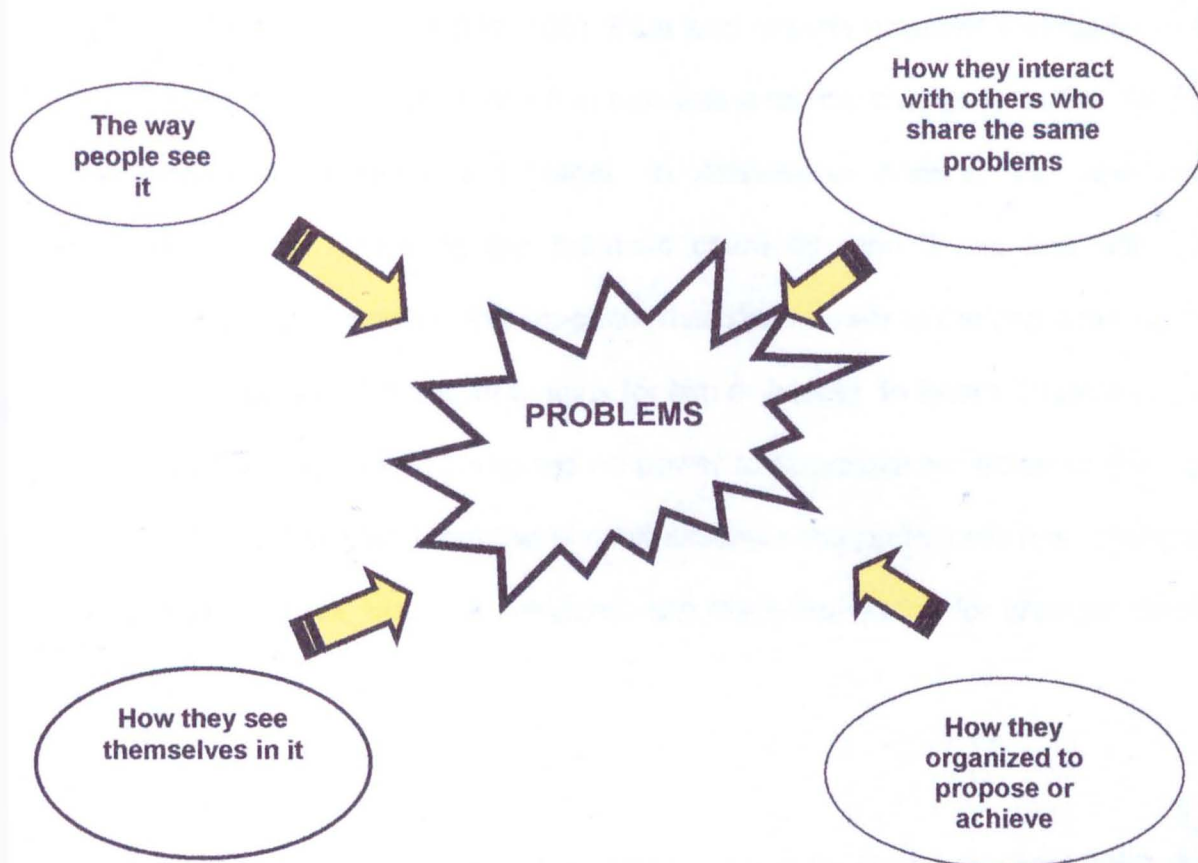 The way
people see
it
How they interact
with others who
share the same
problems
PROBLEMS
How they see
themselves in it
How they
organized to
propose or
achieve